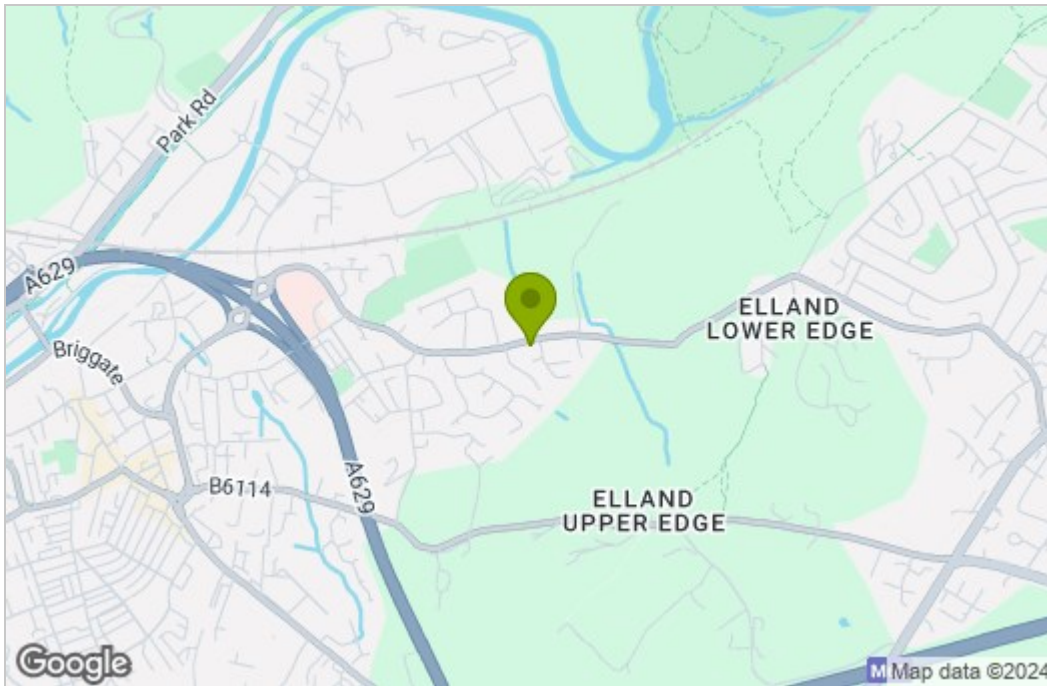 Park Rd
A629
Briggate
ELLAND
LOWER EDGE
A629
B6114
ELLAND
UPPER EDGE
Google
M Map data ©2024